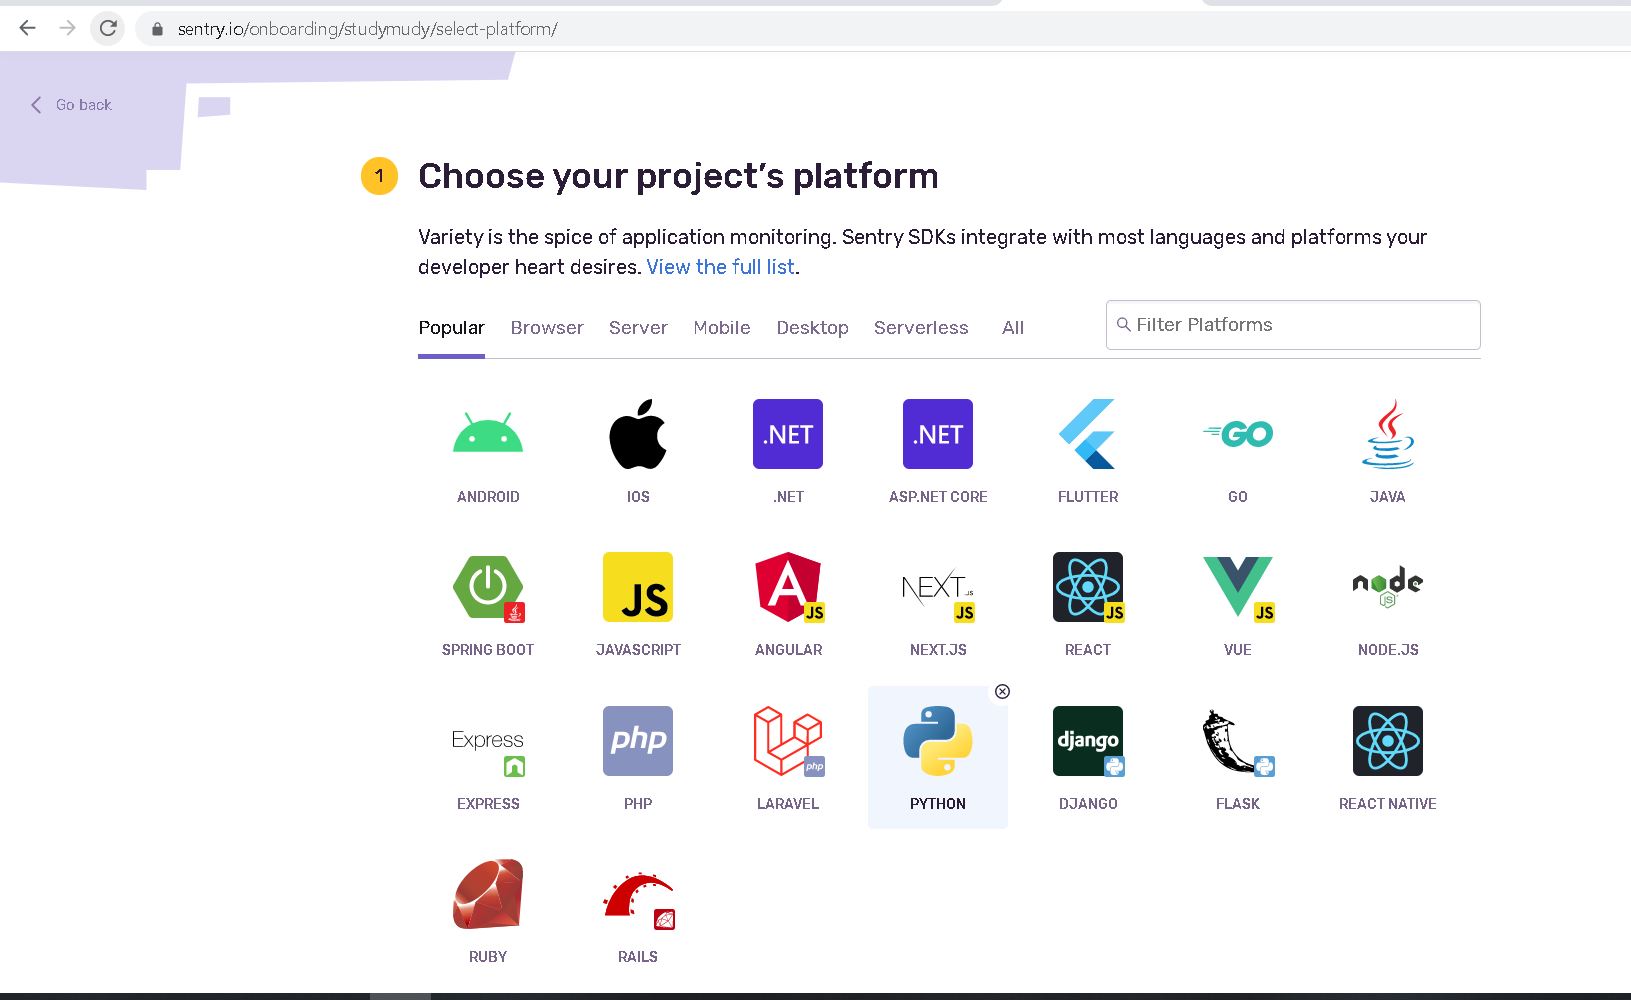 sentry.io/onboarding/studymudy/select-platform/
Go back
1
Choose your project's platform
Variety is the spice of application monitoring. Sentry SDKs integrate with most languages and platforms your
developer heart desires. View the full list.
Popular Browser Server Mobile Desktop Serverless All
Filter Platforms
.NET .NET GO
ANDROID IOS .NET ASP.NET CORE FLUTTER GO JAVA
JS A JS NEXT.JS JS JS JS node JS
SPRING BOOT JAVASCRIPT ANGULAR NEXT.JS REACT VUE NODE.JS
Express php php django
EXPRESS PHP LARAVEL PYTHON DJANGO FLASK REACT NATIVE
RUBY RAILS